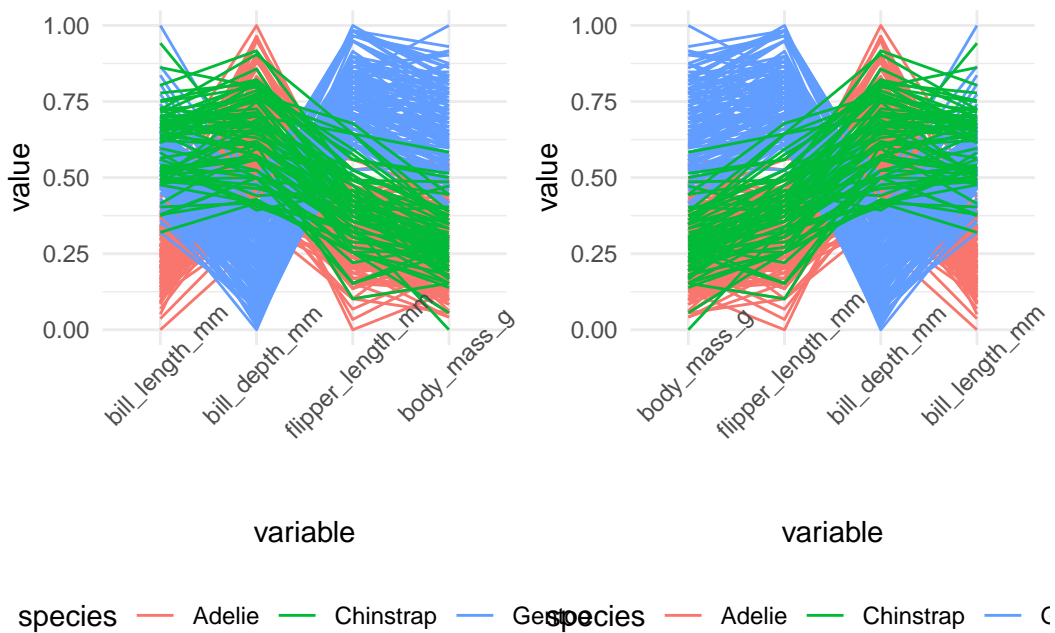 1.00
0.75
0.50
0.25
0.00
value
bill_length_mm
bill_depth_mm
flipper_length_mm
body_mass_g
variable
species Adelie Chinstrap Gentoo
1.00
0.75
0.50
0.25
0.00
value
body_mass_g
flipper_length_mm
bill_depth_mm
bill_length_mm
variable
species Adelie Chinstrap G